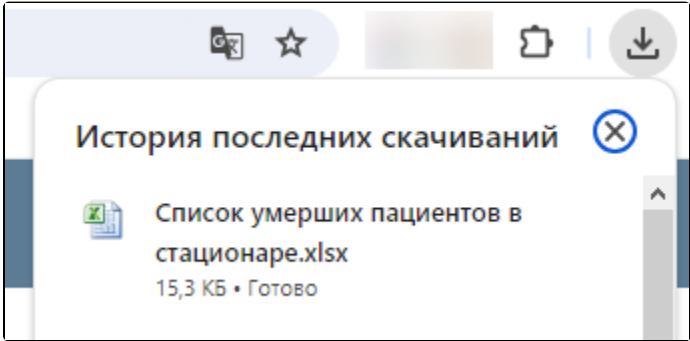 История последних скачиваний
Список умерших пациентов в
стационаре.xlsx
15,3 КБ • Готово